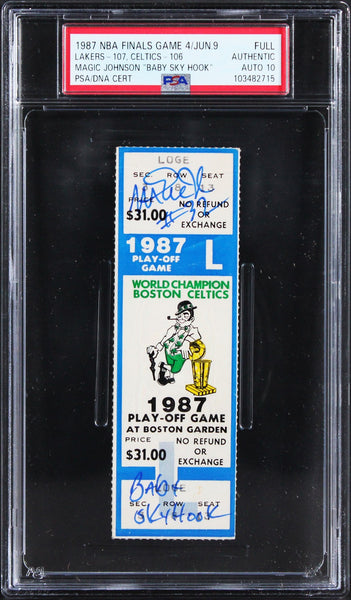 1987 NBA FINALS GAME 4/JUN.9 FULL
LAKERS - 107, CELTICS - 106 AUTHENTIC
MAGIC JOHNSON "BABY SKY HOOK" AUTO 10
PSA/DNA CERT PSA 103482715
LOGE
SEC. ROW SEAT
8 13
$31.00 NO REFUND
OR
EXCHANGE
1987
PLAY-OFF
GAME
L
WORLD CHAMPION
BOSTON CELTICS
1987
PLAY-OFF GAME
AT BOSTON GARDEN
PRICE NO REFUND
$31.00 OR
EXCHANGE
L
LOGE
SEC. ROW SEAT
BABY
SKYHOOK